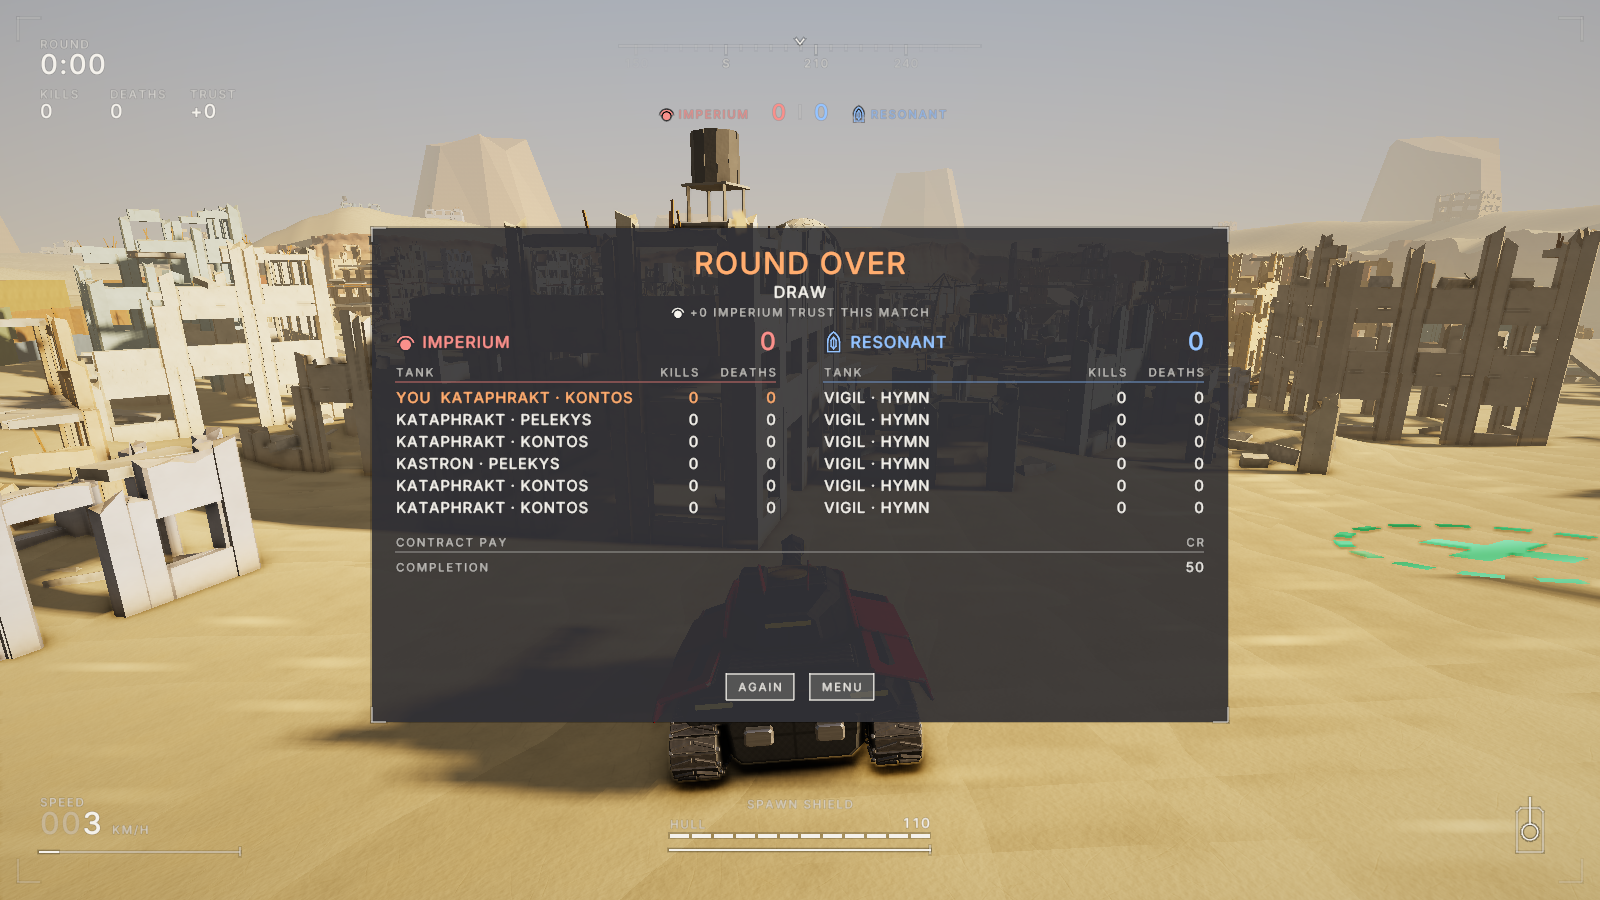 ROUND
0:00
KILLS DEATHS TRUST
0 0 +0
S 210
IMPERIUM 0 | 0 RESONANT
ROUND OVER
DRAW
+0 IMPERIUM TRUST THIS MATCH
IMPERIUM 0
TANK KILLS DEATHS
YOU KATAPHRAKT · KONTOS 0 0
KATAPHRAKT · PELEKYS 0 0
KATAPHRAKT · KONTOS 0 0
KASTRON · PELEKYS 0 0
KATAPHRAKT · KONTOS 0 0
KATAPHRAKT · KONTOS 0 0
RESONANT 0
TANK KILLS DEATHS
VIGIL · HYMN 0 0
VIGIL · HYMN 0 0
VIGIL · HYMN 0 0
VIGIL · HYMN 0 0
VIGIL · HYMN 0 0
VIGIL · HYMN 0 0
CONTRACT PAY CR
COMPLETION 50
AGAIN MENU
SPEED
003 KM/H
SPAWN SHIELD
HULL 110